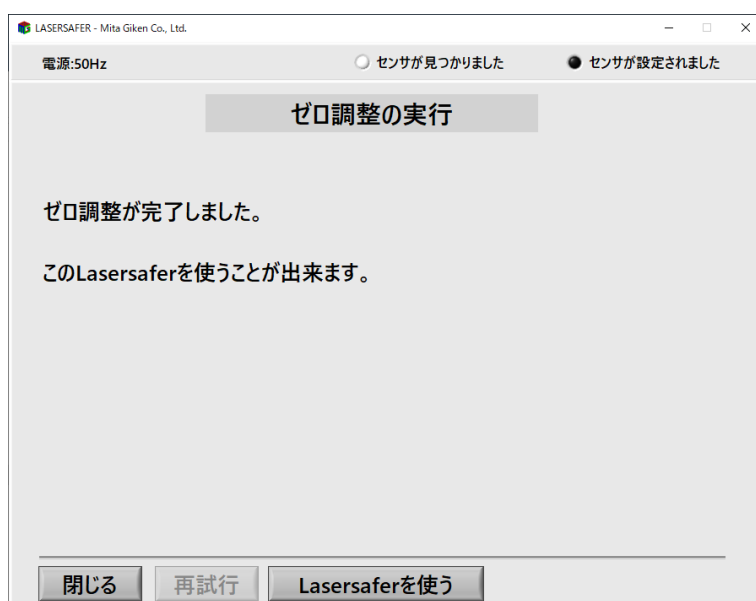 LASERSAFER - Mita Giken Co., Ltd.
電源:50Hz
センサが見つかりました
センサが設定されました
ゼロ調整の実行
ゼロ調整が完了しました。
このLasersaferを使うことが出来ます。
閉じる
再試行
Lasersaferを使う